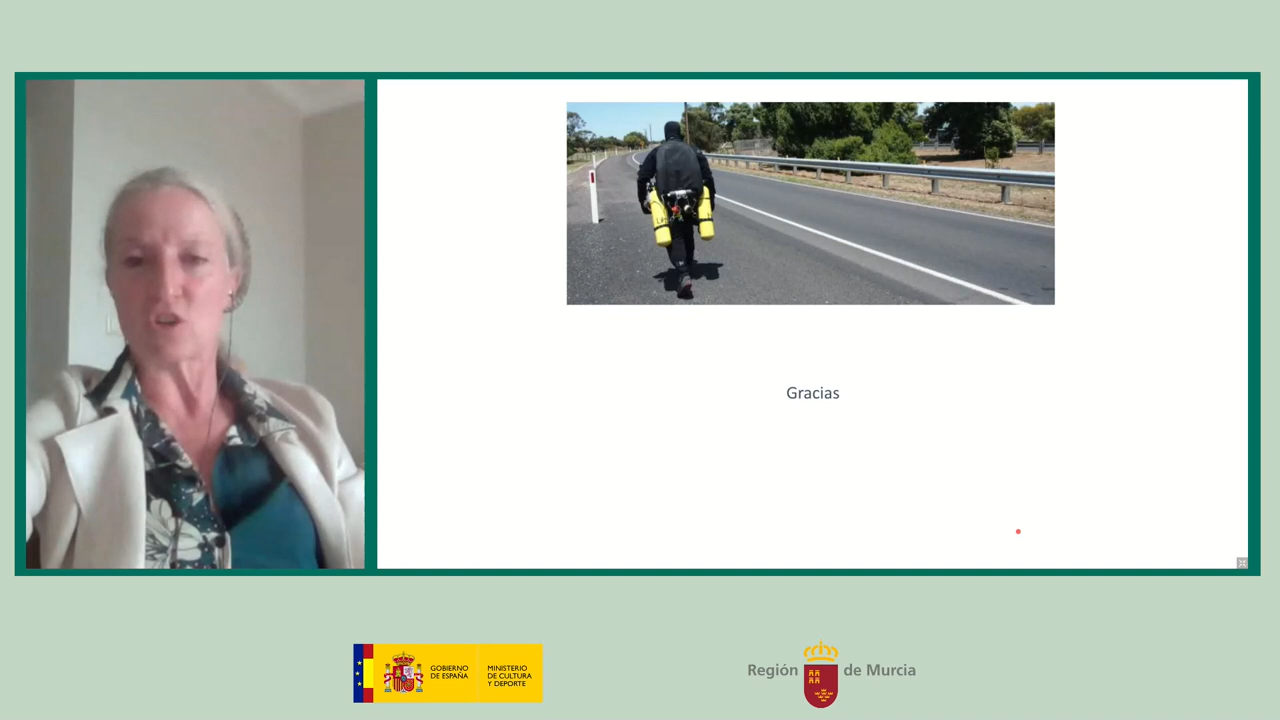 Gracias
GOBIERNO
DE ESPAÑA
MINISTERIO
DE CULTURA
Y DEPORTE
Región de Murcia